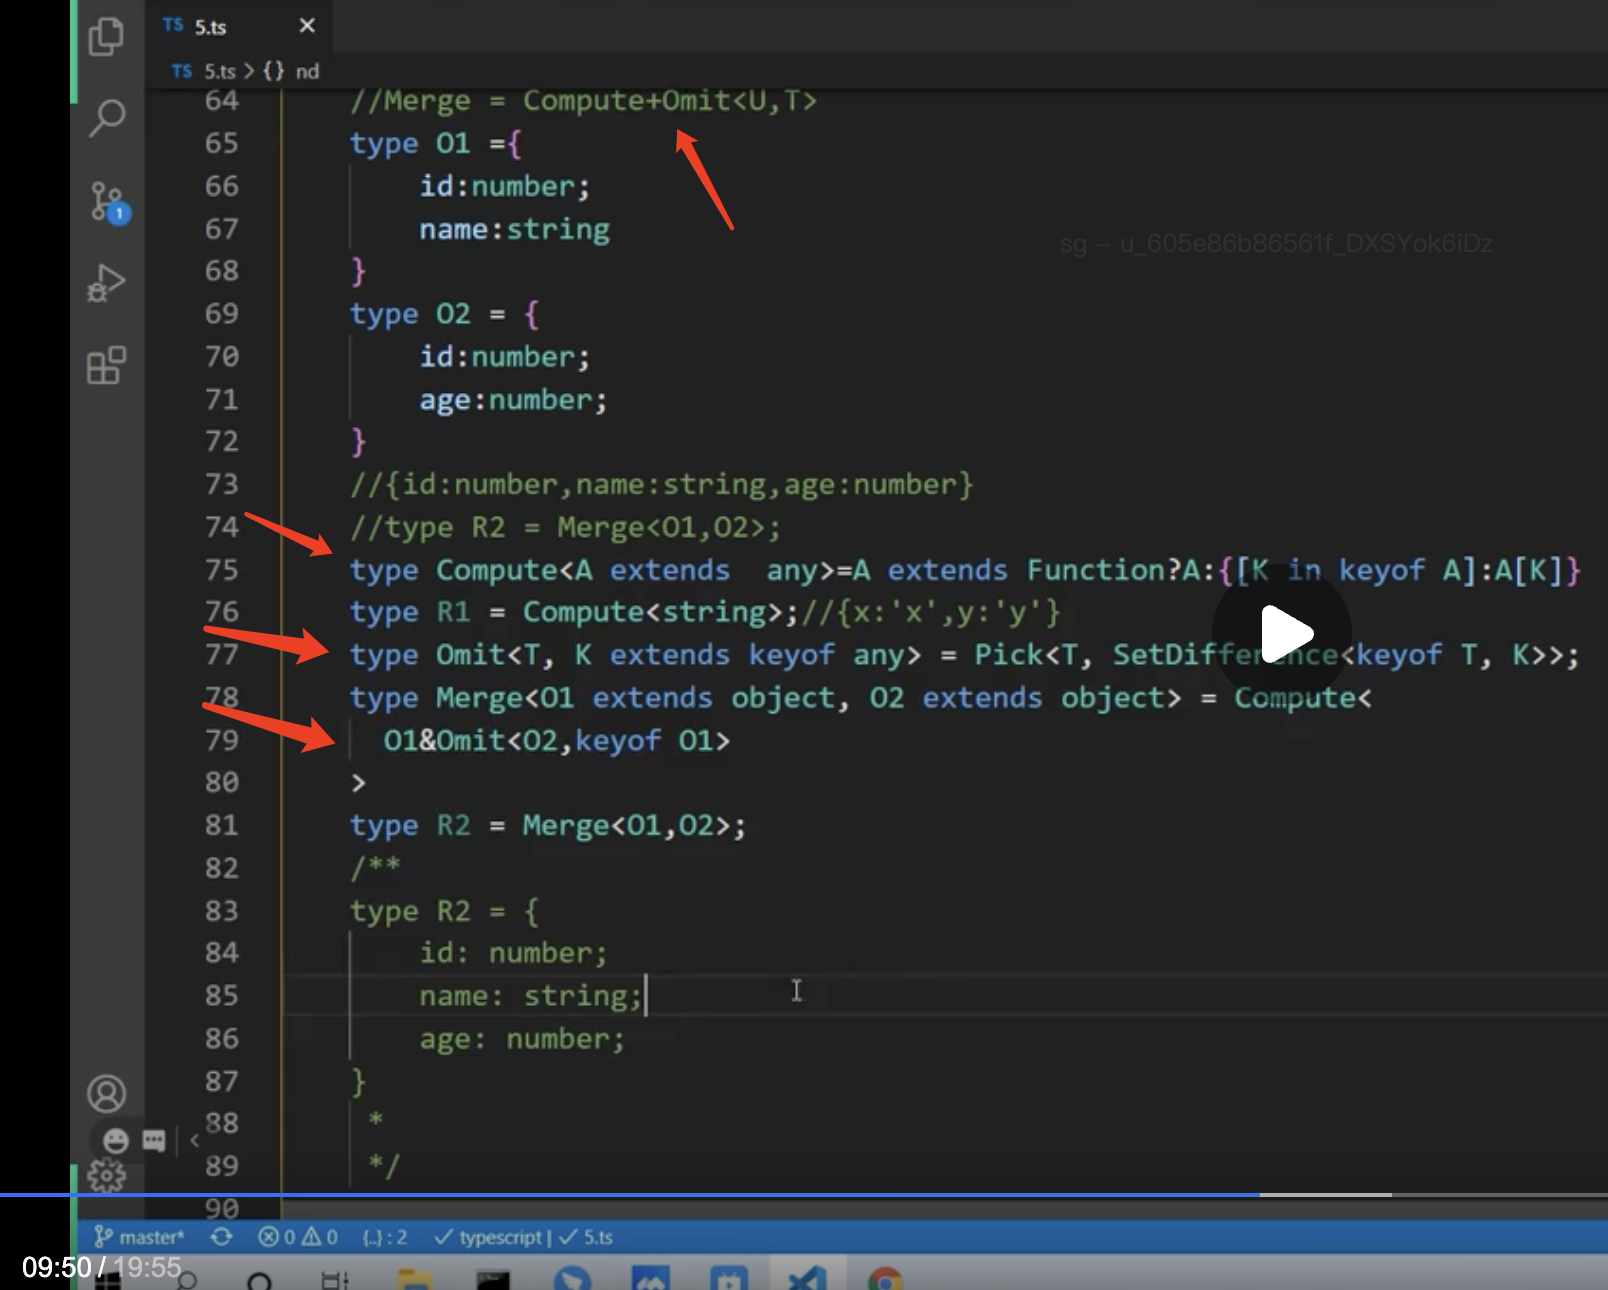 TS 5.ts ×
TS 5.ts > {} nd
64 //Merge = Compute+Omit<U,T>
65 type O1 ={
66 id:number;
67 name:string
sg – u_605e86b86561f_DXSYok6iDz
68 }
69 type O2 = {
70 id:number;
71 age:number;
72 }
73 //{id:number,name:string,age:number}
74 //type R2 = Merge<O1,O2>;
75 type Compute<A extends  any>=A extends Function?A:{[K in keyof A]:A[K]}
76 type R1 = Compute<string>;//{x:'x',y:'y'}
77 type Omit<T, K extends keyof any> = Pick<T, SetDifference<keyof T, K>>;
78 type Merge<O1 extends object, O2 extends object> = Compute<
79 O1&Omit<O2,keyof O1>
80 >
81 type R2 = Merge<O1,O2>;
82 /**
83 type R2 = {
84 id: number;
85 name: string;
86 age: number;
87 }
88 *
89 */
90
1
master* 0 0 {..} : 2 ✓ typescript | ✓ 5.ts
09:50 / 19:55